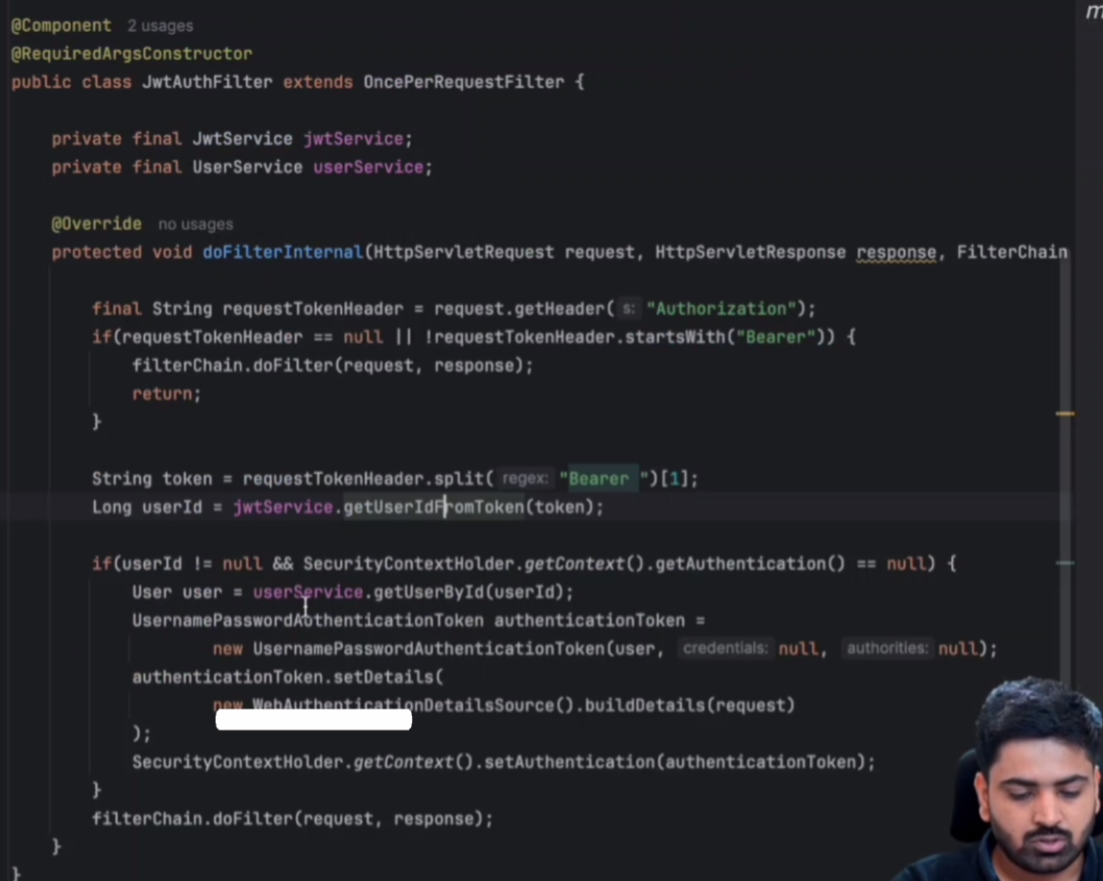 @Component 2 usages
@RequiredArgsConstructor
public class JwtAuthFilter extends OncePerRequestFilter {
private final JwtService jwtService;
private final UserService userService;
@Override no usages
protected void doFilterInternal(HttpServletRequest request, HttpServletResponse response, FilterChain
final String requestTokenHeader = request.getHeader( s: "Authorization");
if(requestTokenHeader == null || !requestTokenHeader.startsWith("Bearer")) {
filterChain.doFilter(request, response);
return;
}
String token = requestTokenHeader.split( regex: "Bearer ")[1];
Long userId = jwtService.getUserIdFromToken(token);
if(userId != null && SecurityContextHolder.getContext().getAuthentication() == null) {
User user = userService.getUserById(userId);
UsernamePasswordAuthenticationToken authenticationToken =
new UsernamePasswordAuthenticationToken(user, credentials: null, authorities: null);
authenticationToken.setDetails(
new WebAuthenticationDetailsSource().buildDetails(request)
);
SecurityContextHolder.getContext().setAuthentication(authenticationToken);
}
filterChain.doFilter(request, response);
}
}